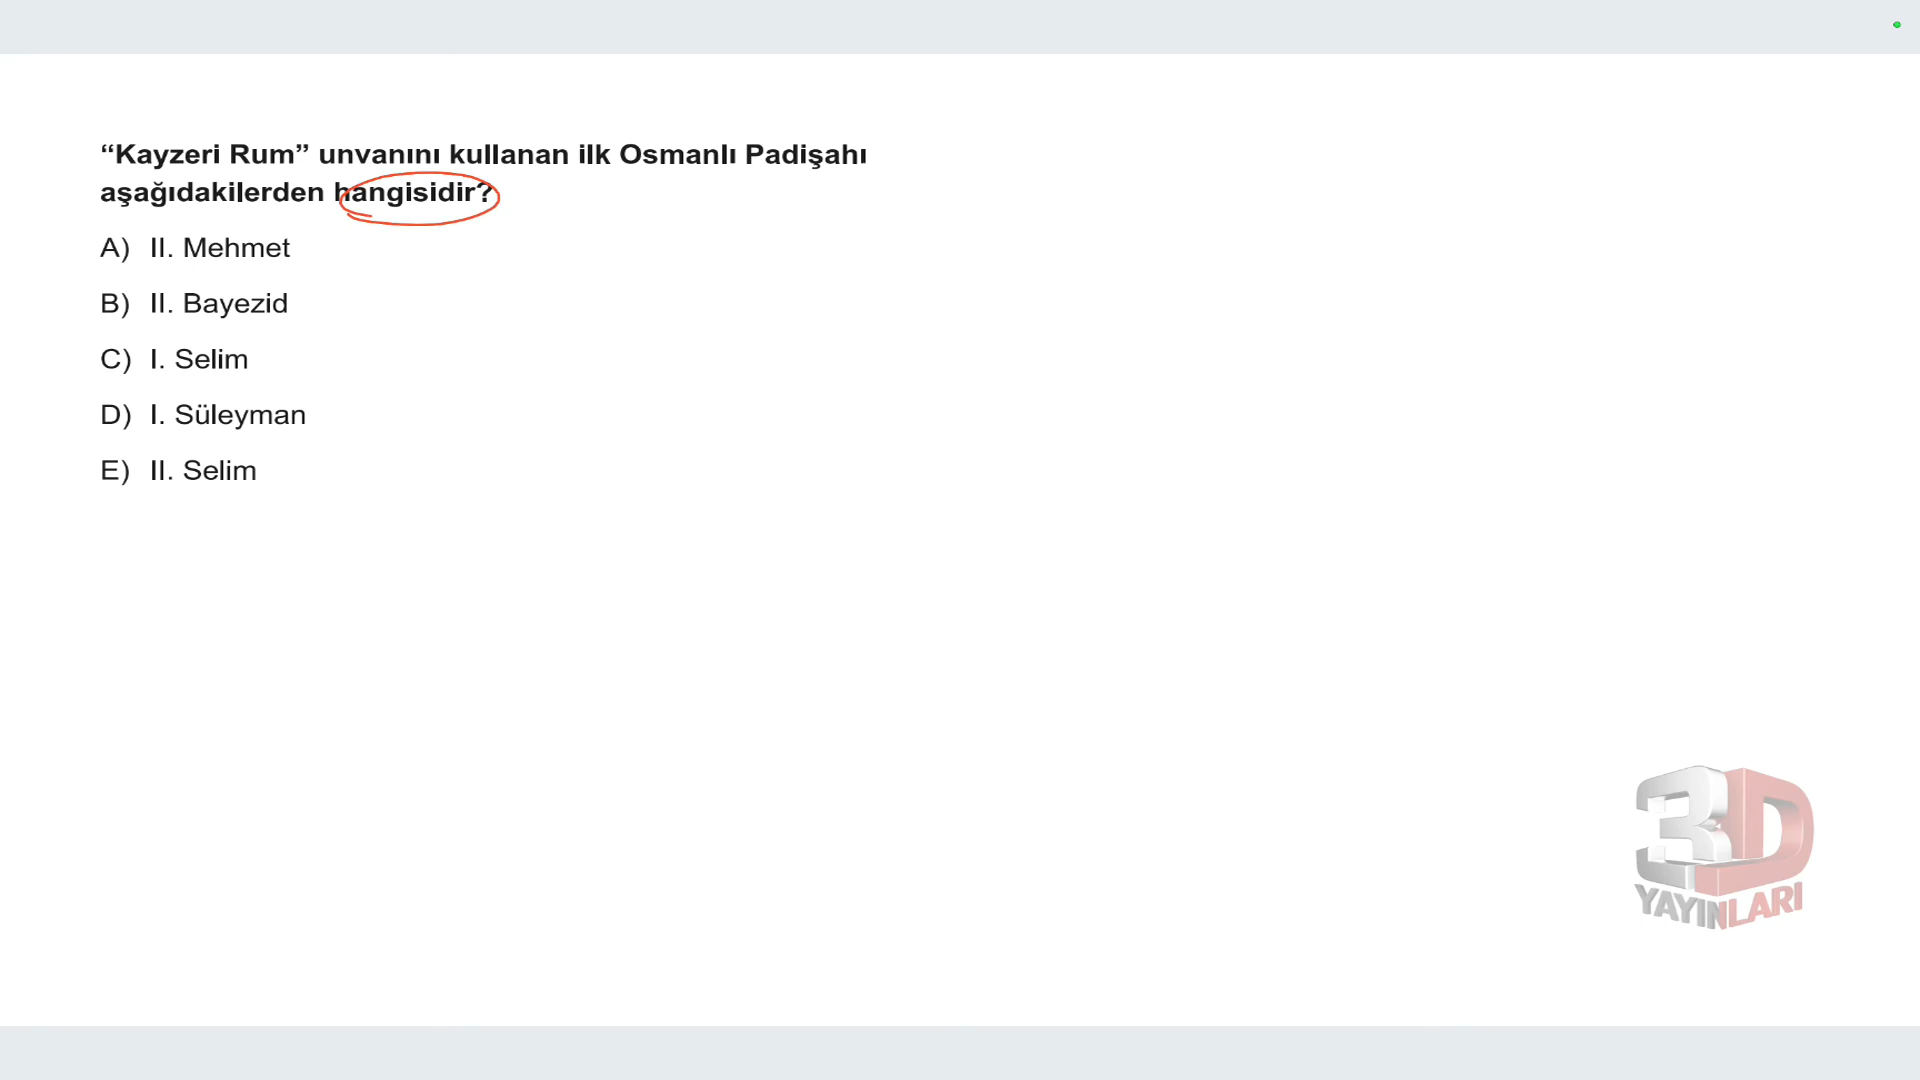 “Kayzeri Rum” unvanını kullanan ilk Osmanlı Padişahı
aşağıdakilerden hangisidir?
A) II. Mehmet
B) II. Bayezid
C) I. Selim
D) I. Süleyman
E) II. Selim
3D
YAYINLARI